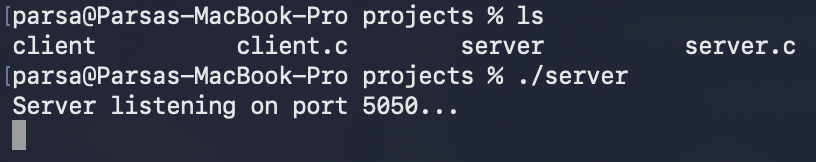 [parsa@Parsas-MacBook-Pro projects % ls
client          client.c        server          server.c
[parsa@Parsas-MacBook-Pro projects % ./server
Server listening on port 5050...